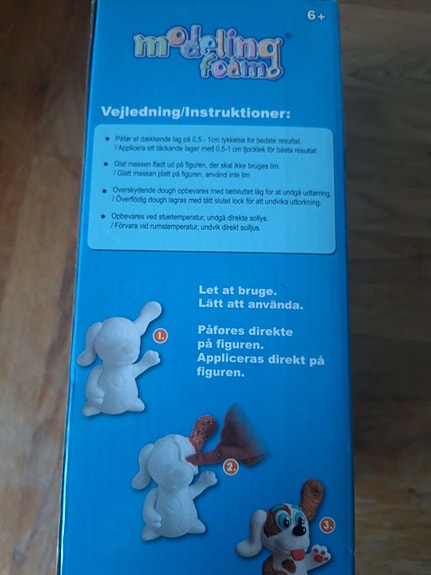 6+
modeling®
foam
Vejledning/Instruktioner:
• Påfør et dækkende lag på 0,5 - 1cm tykkelse for bedste resultat.
/ Applicera ett täckande lager med 0,5-1 cm tjocklek för bästa resultat.
• Glat massen fladt ud på figuren, der skal ikke bruges lim.
/ Glatt massan platt på figuren, använd inte lim
• Overskydende dough opbevares med tætsluttet låg for at undgå udtørring.
/ Överflödig dough lagras med tätt slutet lock för att undvika uttorkning.
• Opbevares ved stuetemperatur, undgå direkte sollys.
/ Förvara vid rumstemperatur, undvik direkt solljus
Let at bruge.
Lätt att använda.
Påføres direkte
på figuren.
Appliceras direkt på
figuren.
1.
2.
3.